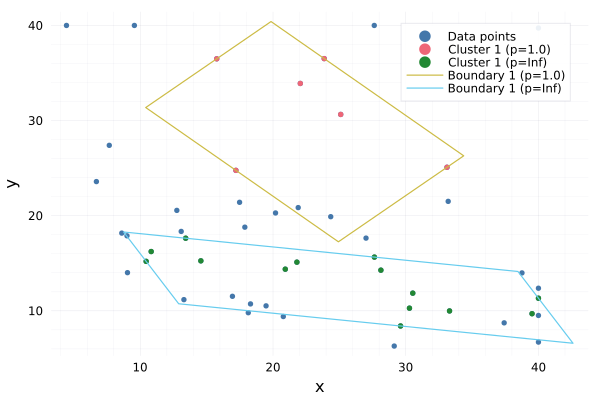 Data points
Cluster 1 (p=1.0)
Cluster 1 (p=Inf)
Boundary 1 (p=1.0)
Boundary 1 (p=Inf)
40
30
20
10
y
10
20
30
40
x